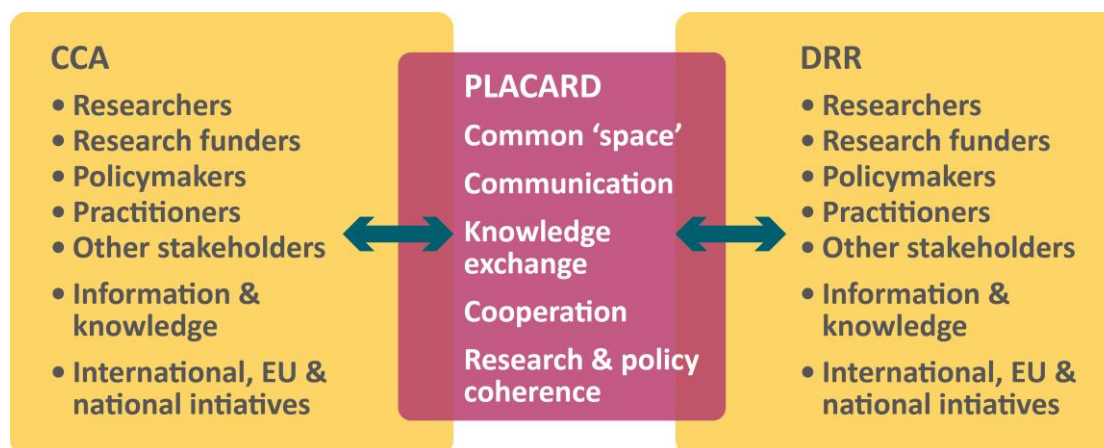 CCA
• Researchers
• Research funders
• Policymakers
• Practitioners
• Other stakeholders
• Information &
knowledge
• International, EU &
national intiatives
PLACARD
Common ‘space’
Communication
Knowledge
exchange
Cooperation
Research & policy
coherence
DRR
• Researchers
• Research funders
• Policymakers
• Practitioners
• Other stakeholders
• Information &
knowledge
• International, EU &
national intiatives